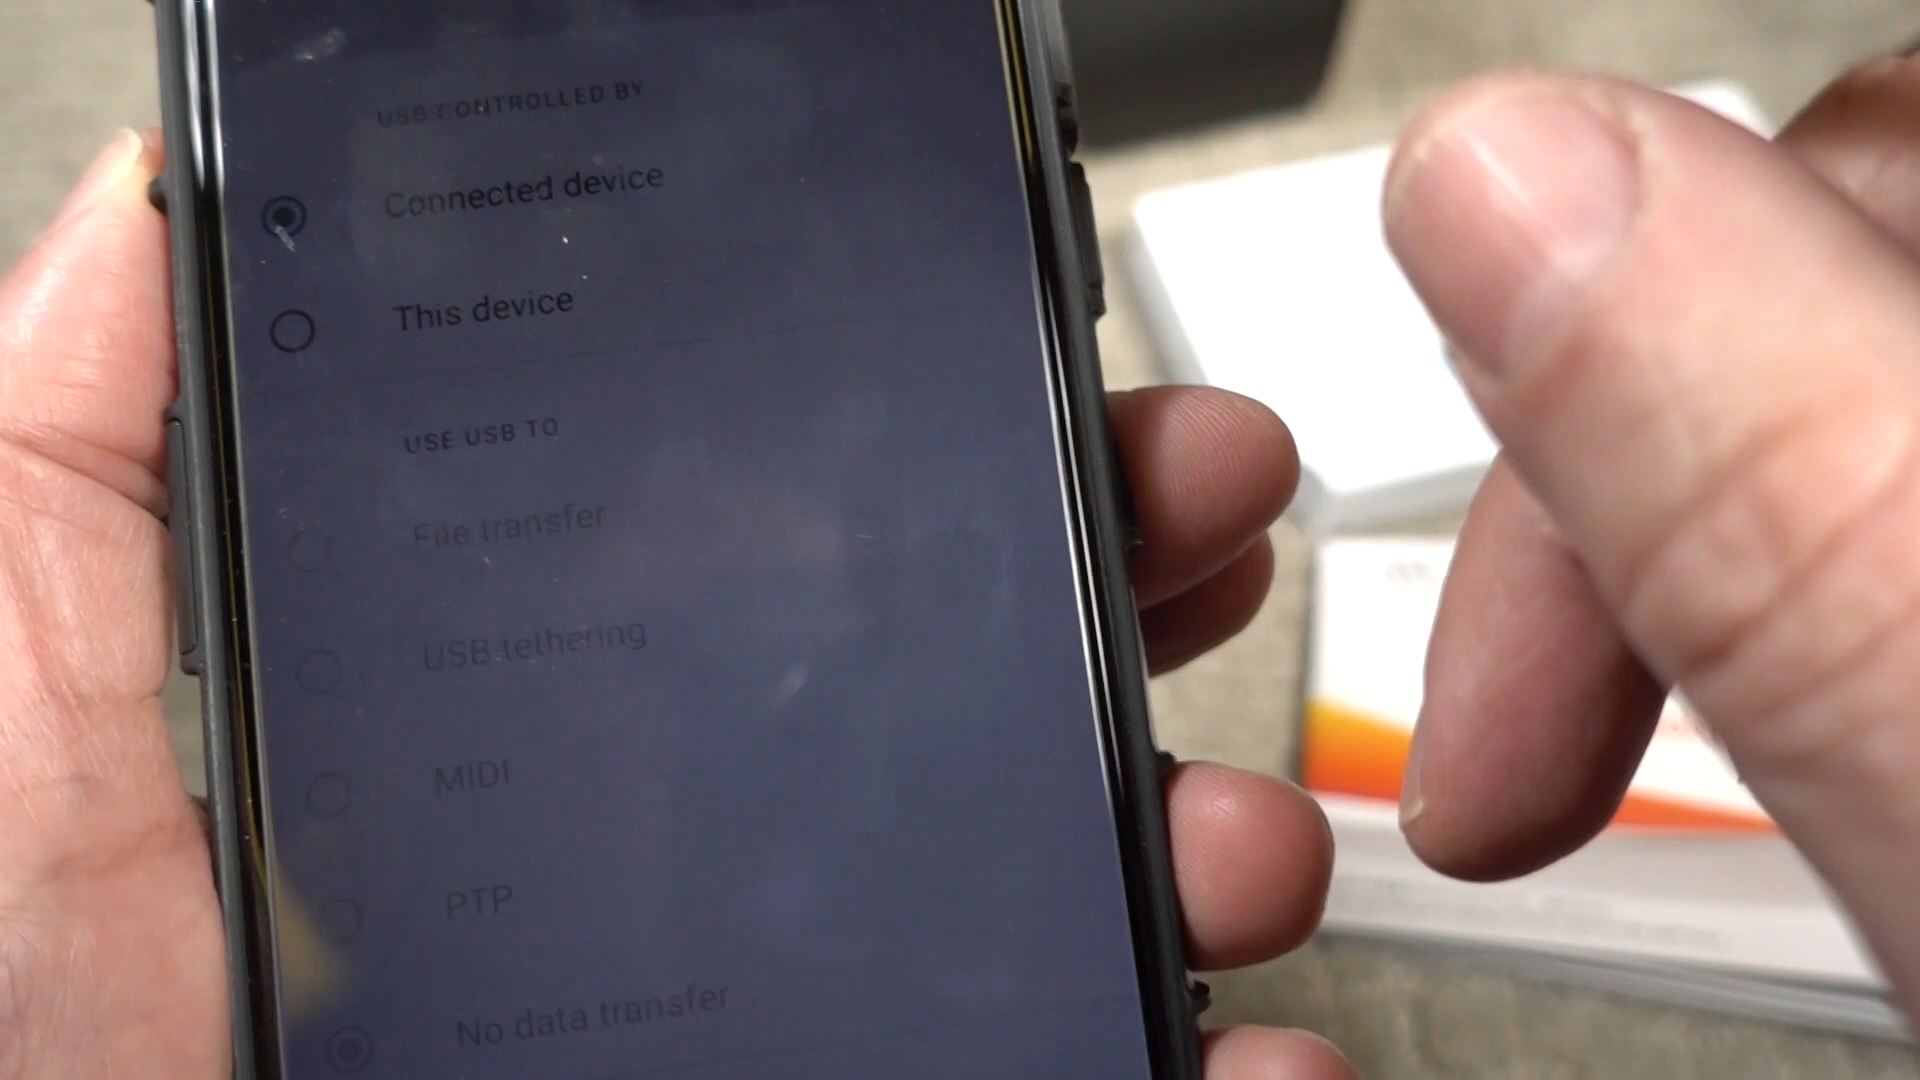 USB CONTROLLED BY
Connected device
This device
USE USB TO
File transfer
USB tethering
MIDI
PTP
No data transfer